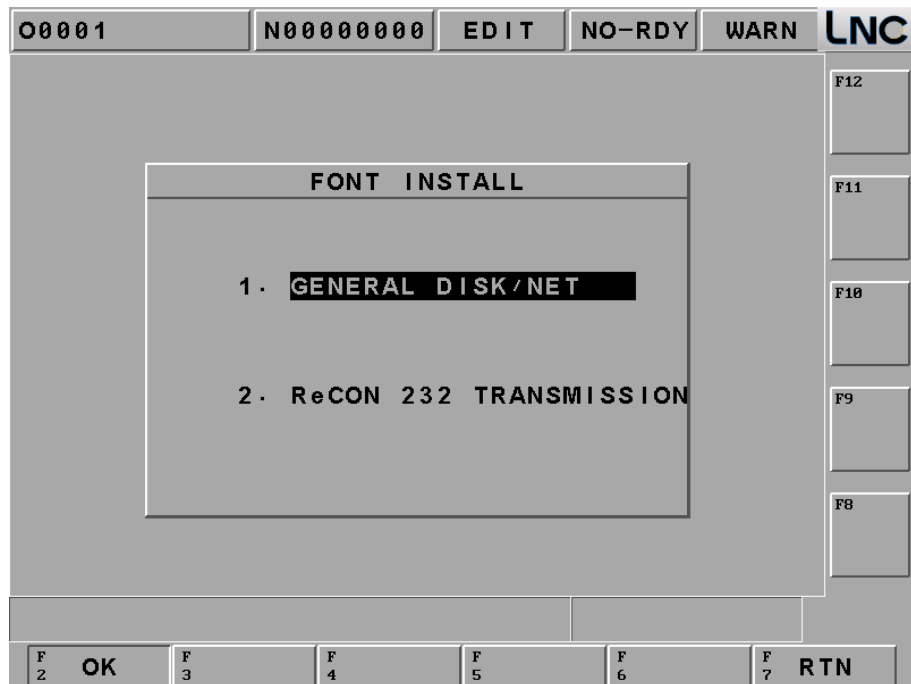 O0001 N00000000 EDIT NO-RDY WARN LNC
F12
FONT INSTALL
F11
1. GENERAL DISK/NET
F10
2. ReCON 232 TRANSMISSION
F9
F8
F2 OK F3 F4 F5 F6 F7 RTN